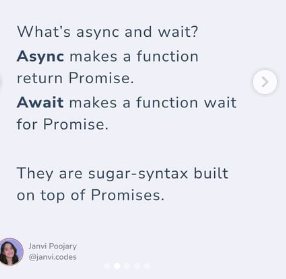 What's async and wait?
Async makes a function
return Promise.
Await makes a function wait
for Promise.
They are sugar-syntax built
on top of Promises.
Janvi Poojary
@janvi.codes